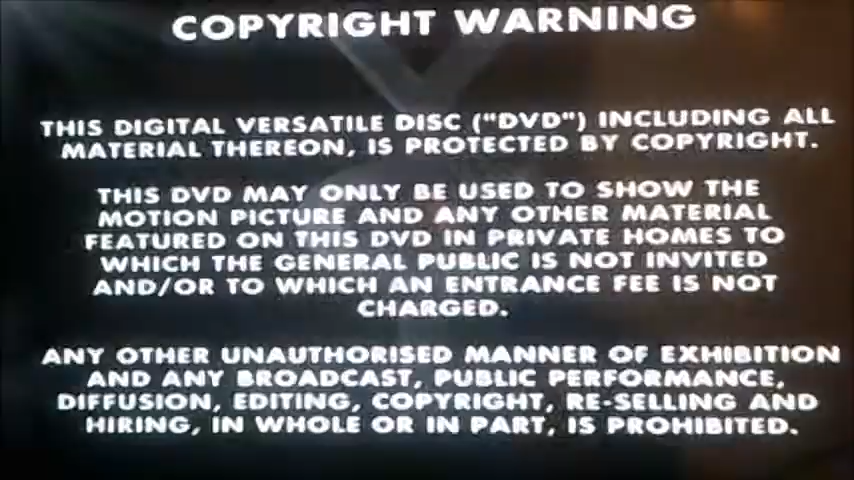 COPYRIGHT WARNING
THIS DIGITAL VERSATILE DISC ("DVD") INCLUDING ALL
MATERIAL THEREON, IS PROTECTED BY COPYRIGHT.
THIS DVD MAY ONLY BE USED TO SHOW THE
MOTION PICTURE AND ANY OTHER MATERIAL
FEATURED ON THIS DVD IN PRIVATE HOMES TO
WHICH THE GENERAL PUBLIC IS NOT INVITED
AND/OR TO WHICH AN ENTRANCE FEE IS NOT
CHARGED.
ANY OTHER UNAUTHORISED MANNER OF EXHIBITION
AND ANY BROADCAST, PUBLIC PERFORMANCE,
DIFFUSION, EDITING, COPYRIGHT, RE-SELLING AND
HIRING, IN WHOLE OR IN PART, IS PROHIBITED.